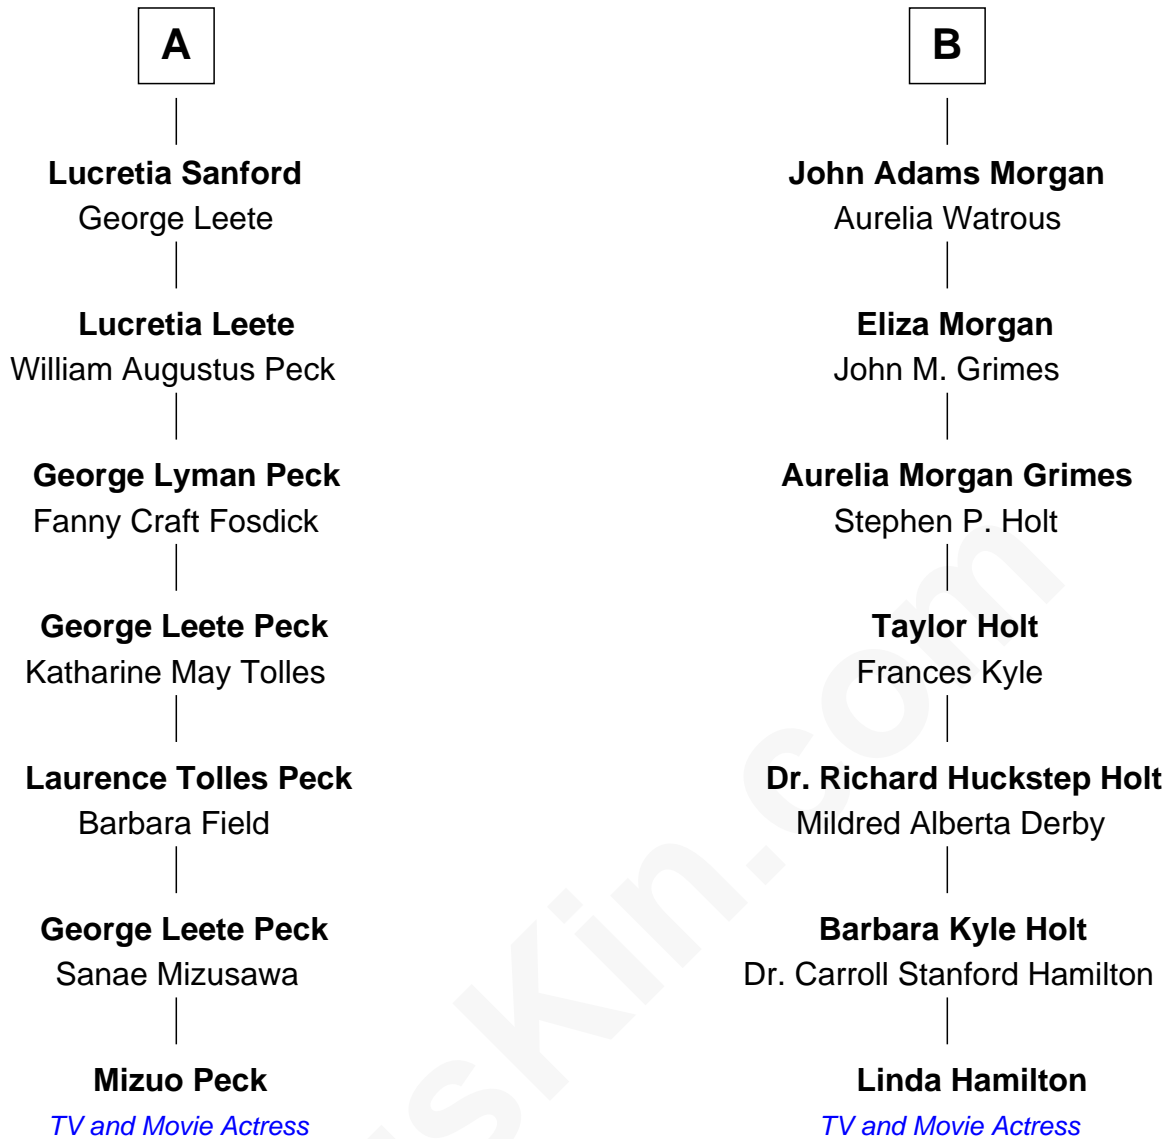 A
Lucretia Sanford
George Leete
Lucretia Leete
William Augustus Peck
George Lyman Peck
Fanny Craft Fosdick
George Leete Peck
Katharine May Tolles
Laurence Tolles Peck
Barbara Field
George Leete Peck
Sanae Mizusawa
Mizuo Peck
TV and Movie Actress
B
John Adams Morgan
Aurelia Watrous
Eliza Morgan
John M. Grimes
Aurelia Morgan Grimes
Stephen P. Holt
Taylor Holt
Frances Kyle
Dr. Richard Huckstep Holt
Mildred Alberta Derby
Barbara Kyle Holt
Dr. Carroll Stanford Hamilton
Linda Hamilton
TV and Movie Actress
sKin.com